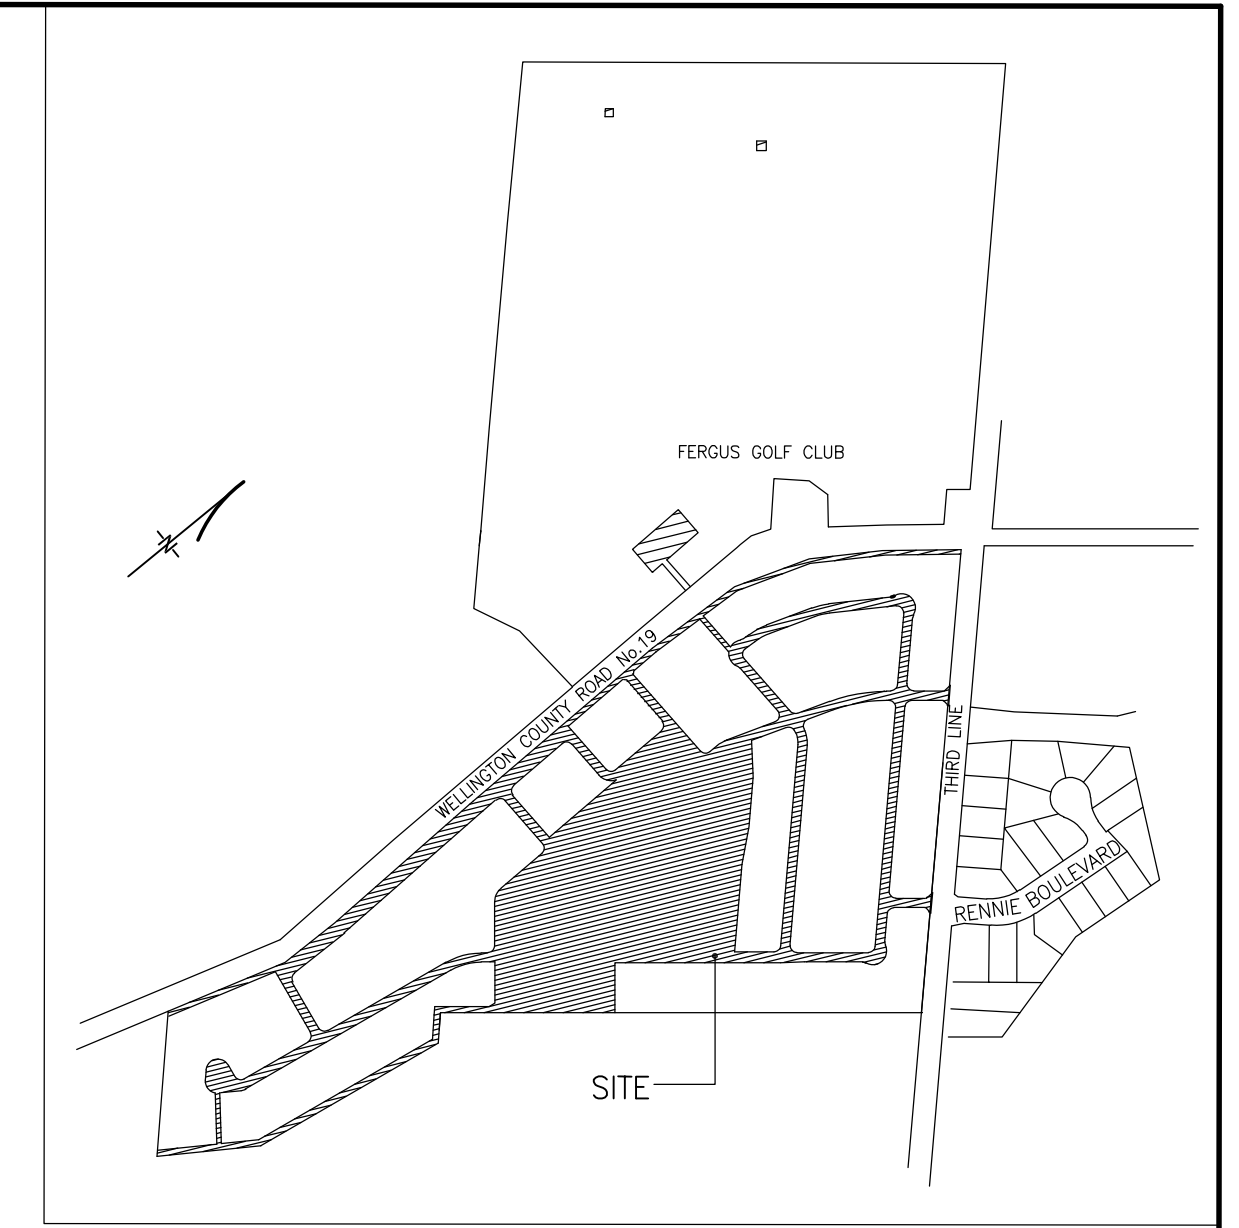 FERGUS GOLF CLUB
WELLINGTON COUNTY ROAD No.19
N
THIRD LINE
RENNIE BOULEVARD
SITE